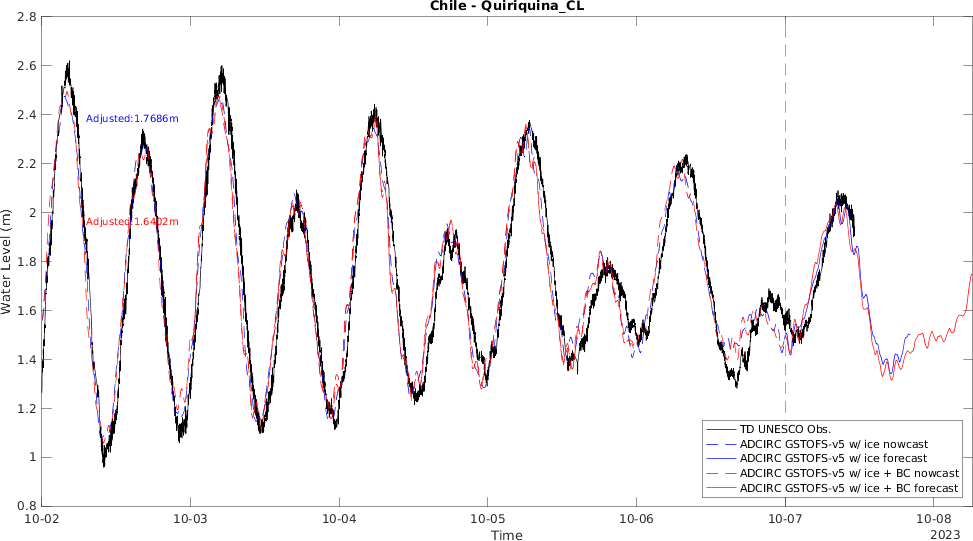 Chile - Quiriquina_CL
2.8
2.6
2.4
2.2
2
1.8
1.6
1.4
1.2
1
0.8
Water Level (m)
Adjusted:1.7686m
Adjusted:1.6402m
TD UNESCO Obs.
ADCIRC GSTOFS-v5 w/ ice nowcast
ADCIRC GSTOFS-v5 w/ ice forecast
ADCIRC GSTOFS-v5 w/ ice + BC nowcast
ADCIRC GSTOFS-v5 w/ ice + BC forecast
10-02 10-03 10-04 10-05 10-06 10-07 10-08
Time
2023